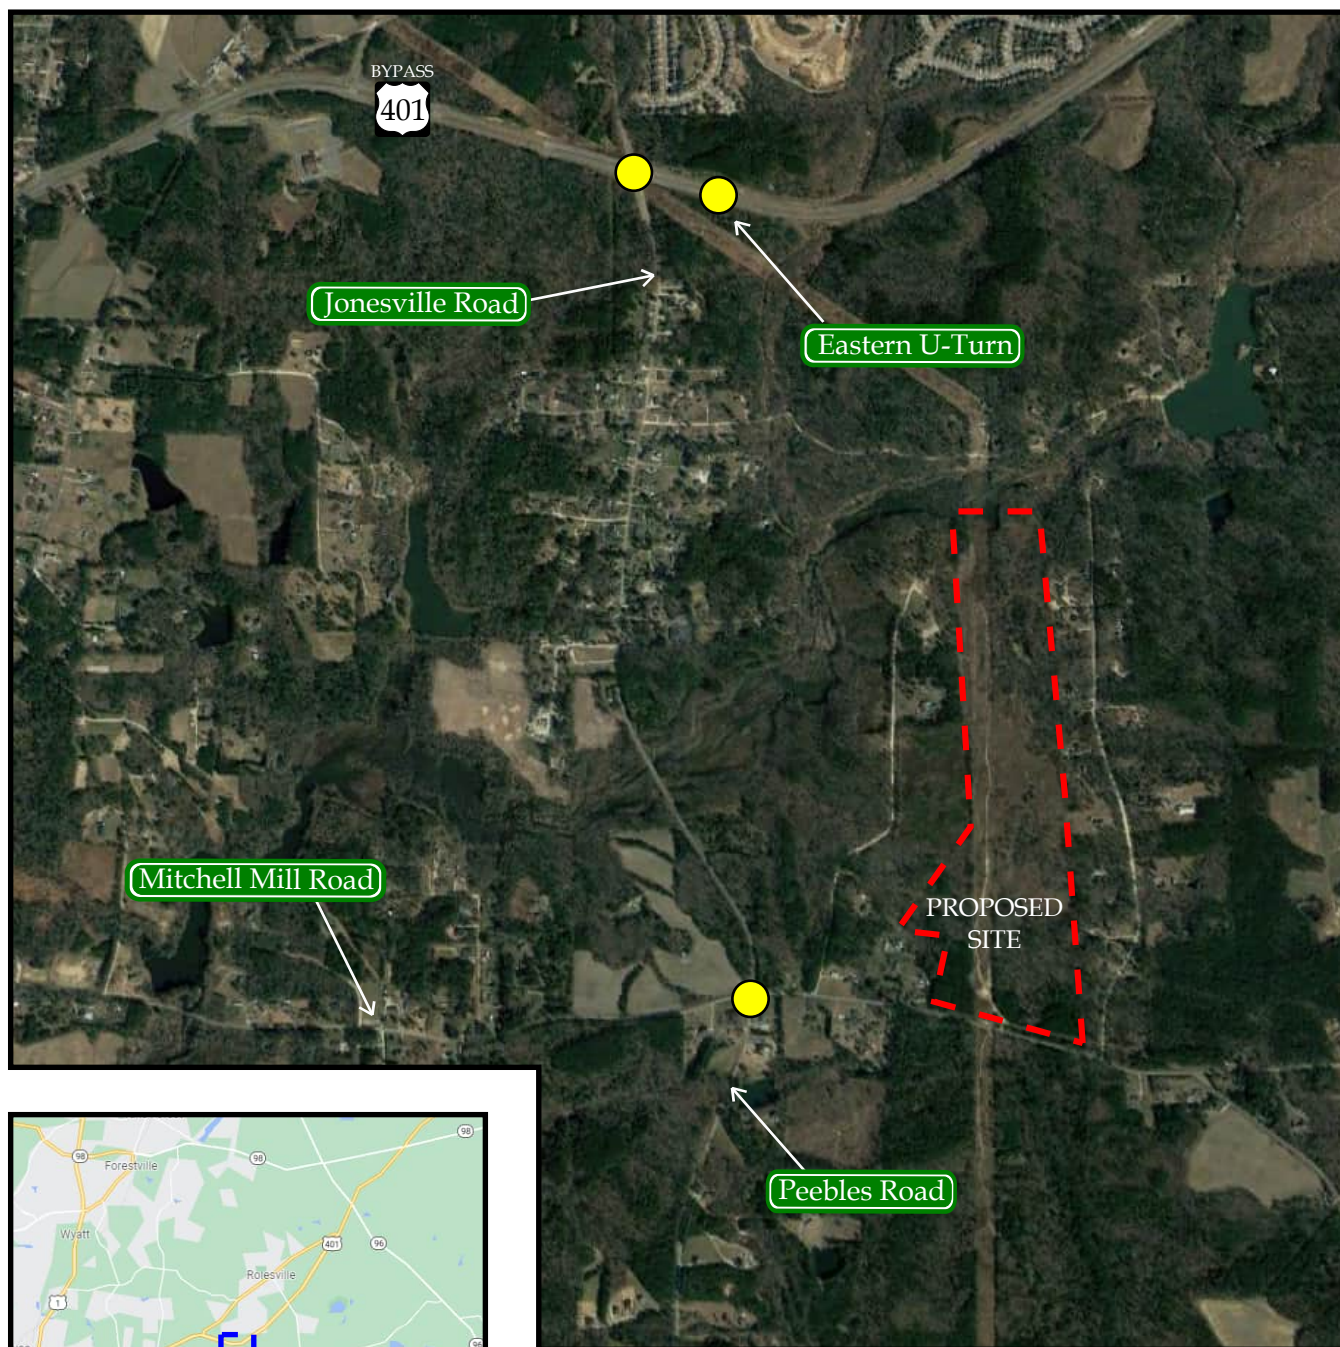 BYPASS
401
Jonesville Road
Eastern U-Turn
Mitchell Mill Road
PROPOSED
SITE
Peebles Road
98
98
98
Forestville
Wyatt
401
96
Rolesville
1
96